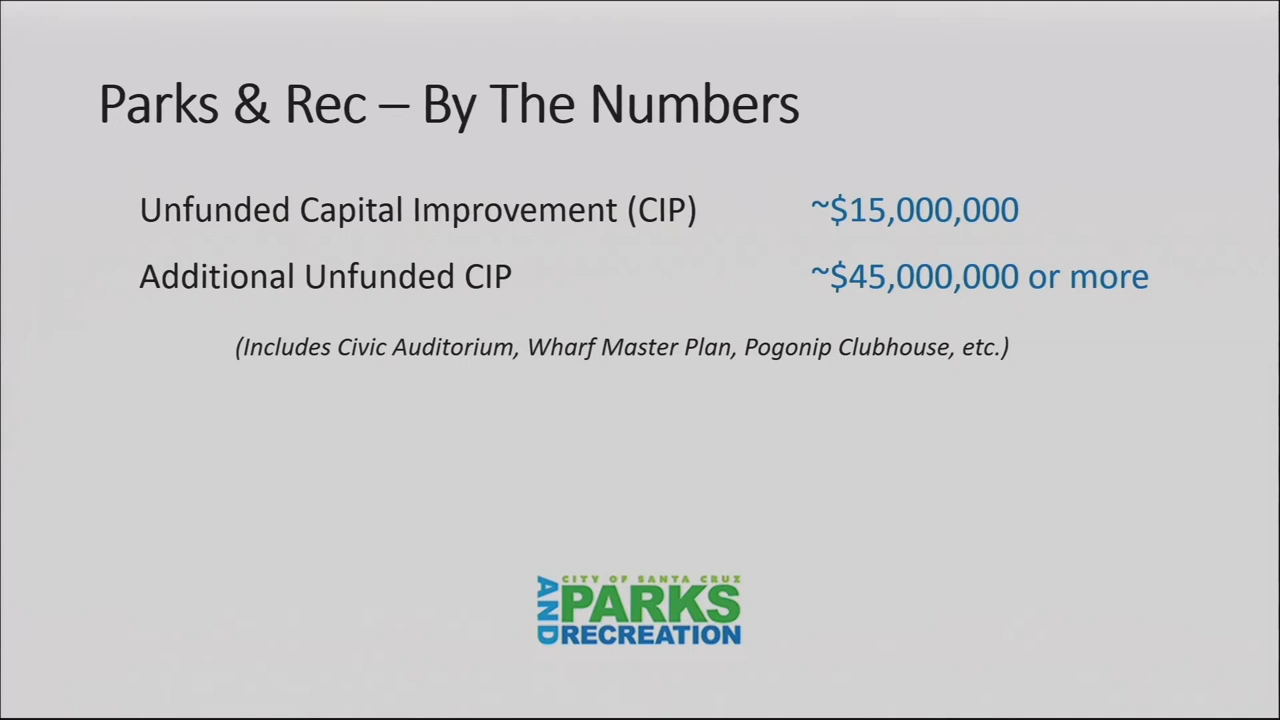 Parks & Rec – By The Numbers
Unfunded Capital Improvement (CIP) ~$15,000,000
Additional Unfunded CIP ~$45,000,000 or more
(Includes Civic Auditorium, Wharf Master Plan, Pogonip Clubhouse, etc.)
CITY OF SANTA CRUZ
PARKS
AND
RECREATION